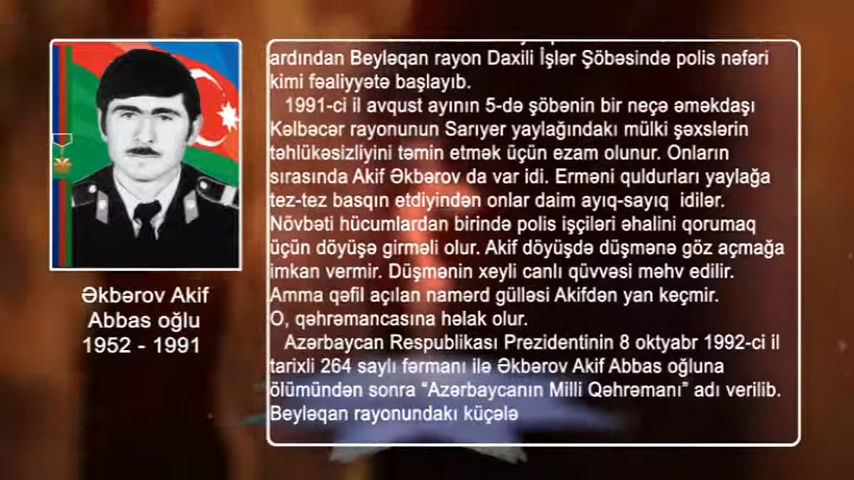 ardından Beyləqan rayon Daxili İşlər Şöbəsində polis nəfəri
kimi fəaliyyətə başlayıb.
1991-ci il avqust ayının 5-də şöbənin bir neçə əməkdaşı
Kəlbəcər rayonunun Sarıyer yaylağındakı mülki şəxslərin
təhlükəsizliyini təmin etmək üçün ezam olunur. Onların
sırasında Akif Əkbərov da var idi. Erməni quldurları yaylağa
tez-tez basqın etdiyindən onlar daim ayıq-sayıq idilər.
Növbəti hücumlardan birində polis işçiləri əhalini qorumaq
üçün döyüşə girməli olur. Akif döyüşdə düşmənə göz açmağa
imkan vermir. Düşmənin xeyli canlı qüvvəsi məhv edilir.
Amma qəfil açılan namərd gülləsi Akifdən yan keçmir.
O, qəhrəmancasına həlak olur.
Azərbaycan Respublikası Prezidentinin 8 oktyabr 1992-ci il
tarixli 264 saylı fərmanı ilə Əkbərov Akif Abbas oğluna
ölümündən sonra “Azərbaycanın Milli Qəhrəmanı” adı verilib.
Beyləqan rayonundakı küçələ
Əkbərov Akif
Abbas oğlu
1952 - 1991